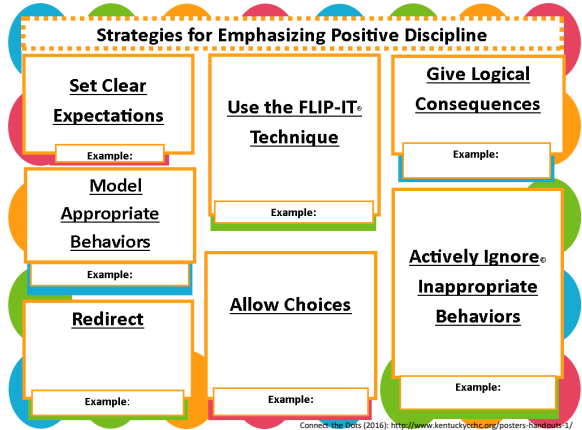 Strategies for Emphasizing Positive Discipline
Set Clear
Expectations
Example:
Use the FLIP-IT®
Technique
Example:
Give Logical
Consequences
Example:
Model
Appropriate
Behaviors
Example:
Redirect
Example:
Allow Choices
Example:
Actively Ignore©
Inappropriate
Behaviors
Example:
Connect the Dots (2016): http://www.kentuckycchc.org/posters-handouts-1/